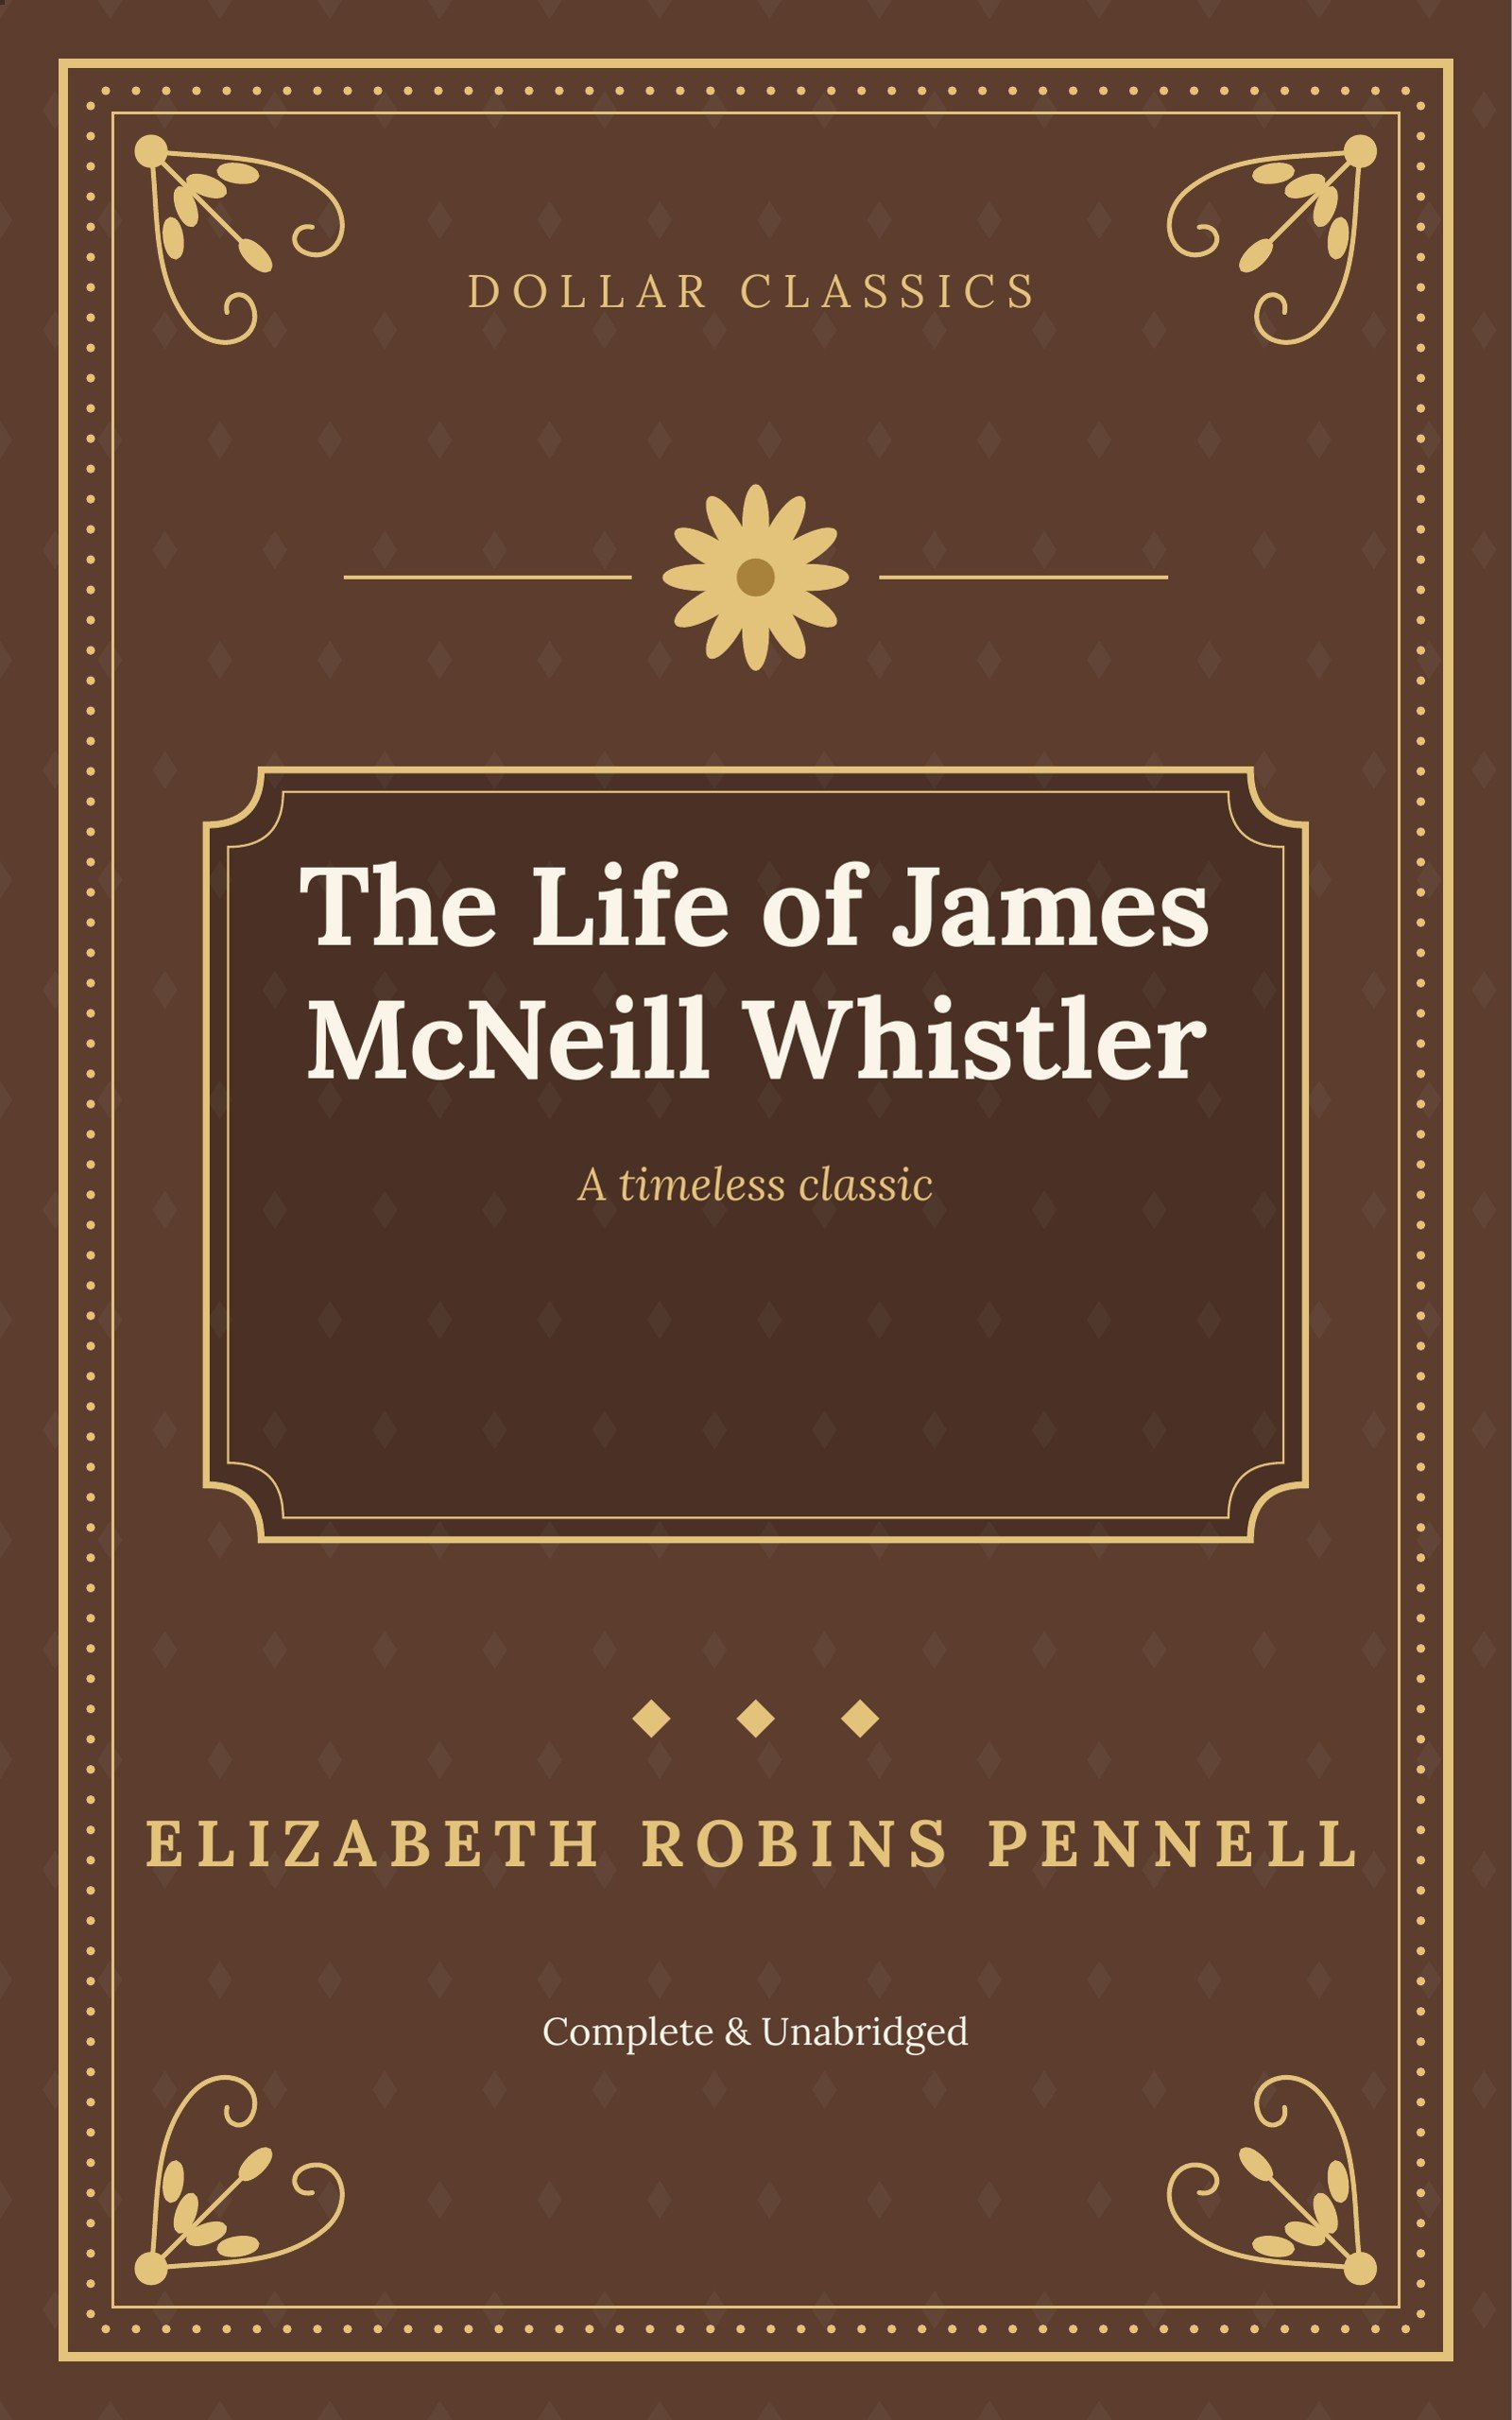 DOLLAR CLASSICS
The Life of James
McNeill Whistler
A timeless classic
ELIZABETH ROBINS PENNELL
Complete & Unabridged